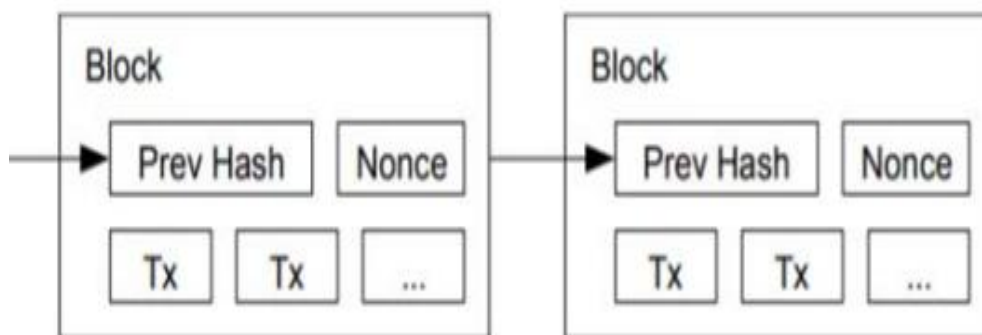 Block
Prev Hash Nonce
Tx Tx ...
Block
Prev Hash Nonce
Tx Tx ...